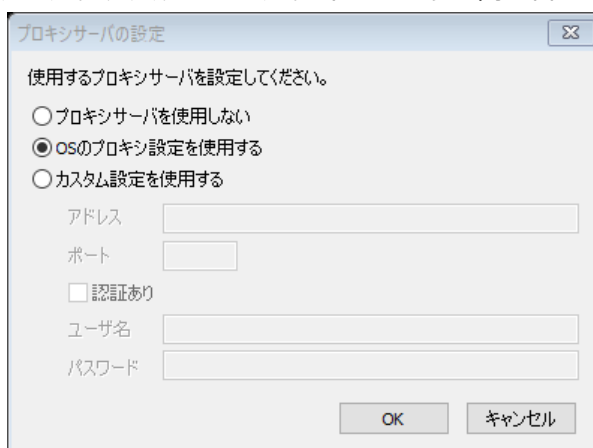 プロキシサーバの設定
使用するプロキシサーバを設定してください。
プロキシサーバを使用しない
OSのプロキシ設定を使用する
カスタム設定を使用する
アドレス
ポート
認証あり
ユーザ名
パスワード
OK キャンセル